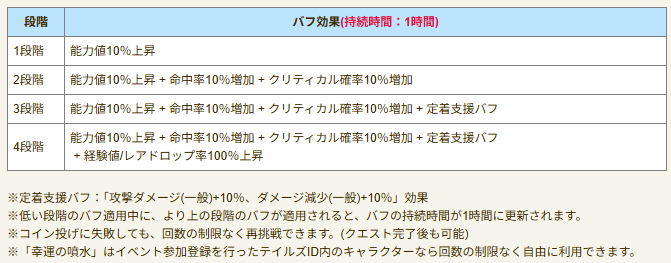 段階 バフ効果(持続時間：1時間)
1段階 能力値10%上昇
2段階 能力値10%上昇 + 命中率10%増加 + クリティカル確率10%増加
3段階 能力値10%上昇 + 命中率10%増加 + クリティカル確率10%増加 + 定着支援バフ
4段階 能力値10%上昇 + 命中率10%増加 + クリティカル確率10%増加 + 定着支援バフ
+ 経験値/レアドロップ率100%上昇
※定着支援バフ：「攻撃ダメージ(一般)+10%、ダメージ減少(一般)+10%」効果
※低い段階のバフ適用中に、より上の段階のバフが適用されると、バフの持続時間が1時間に更新されます。
※コイン投げに失敗しても、回数の制限なく再挑戦できます。(クエスト完了後も可能)
※「幸運の噴水」はイベント参加登録を行ったテイルズID内のキャラクターなら回数の制限なく自由に利用できます。